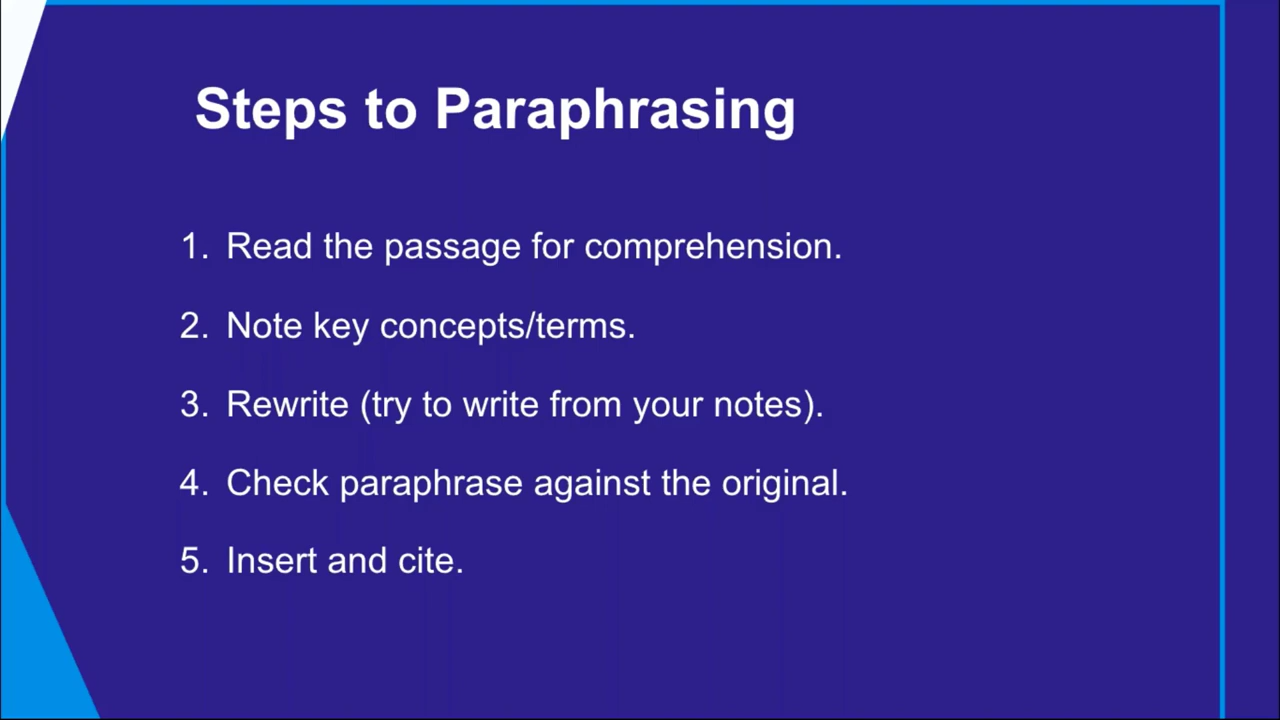 Steps to Paraphrasing
1. Read the passage for comprehension.
2. Note key concepts/terms.
3. Rewrite (try to write from your notes).
4. Check paraphrase against the original.
5. Insert and cite.